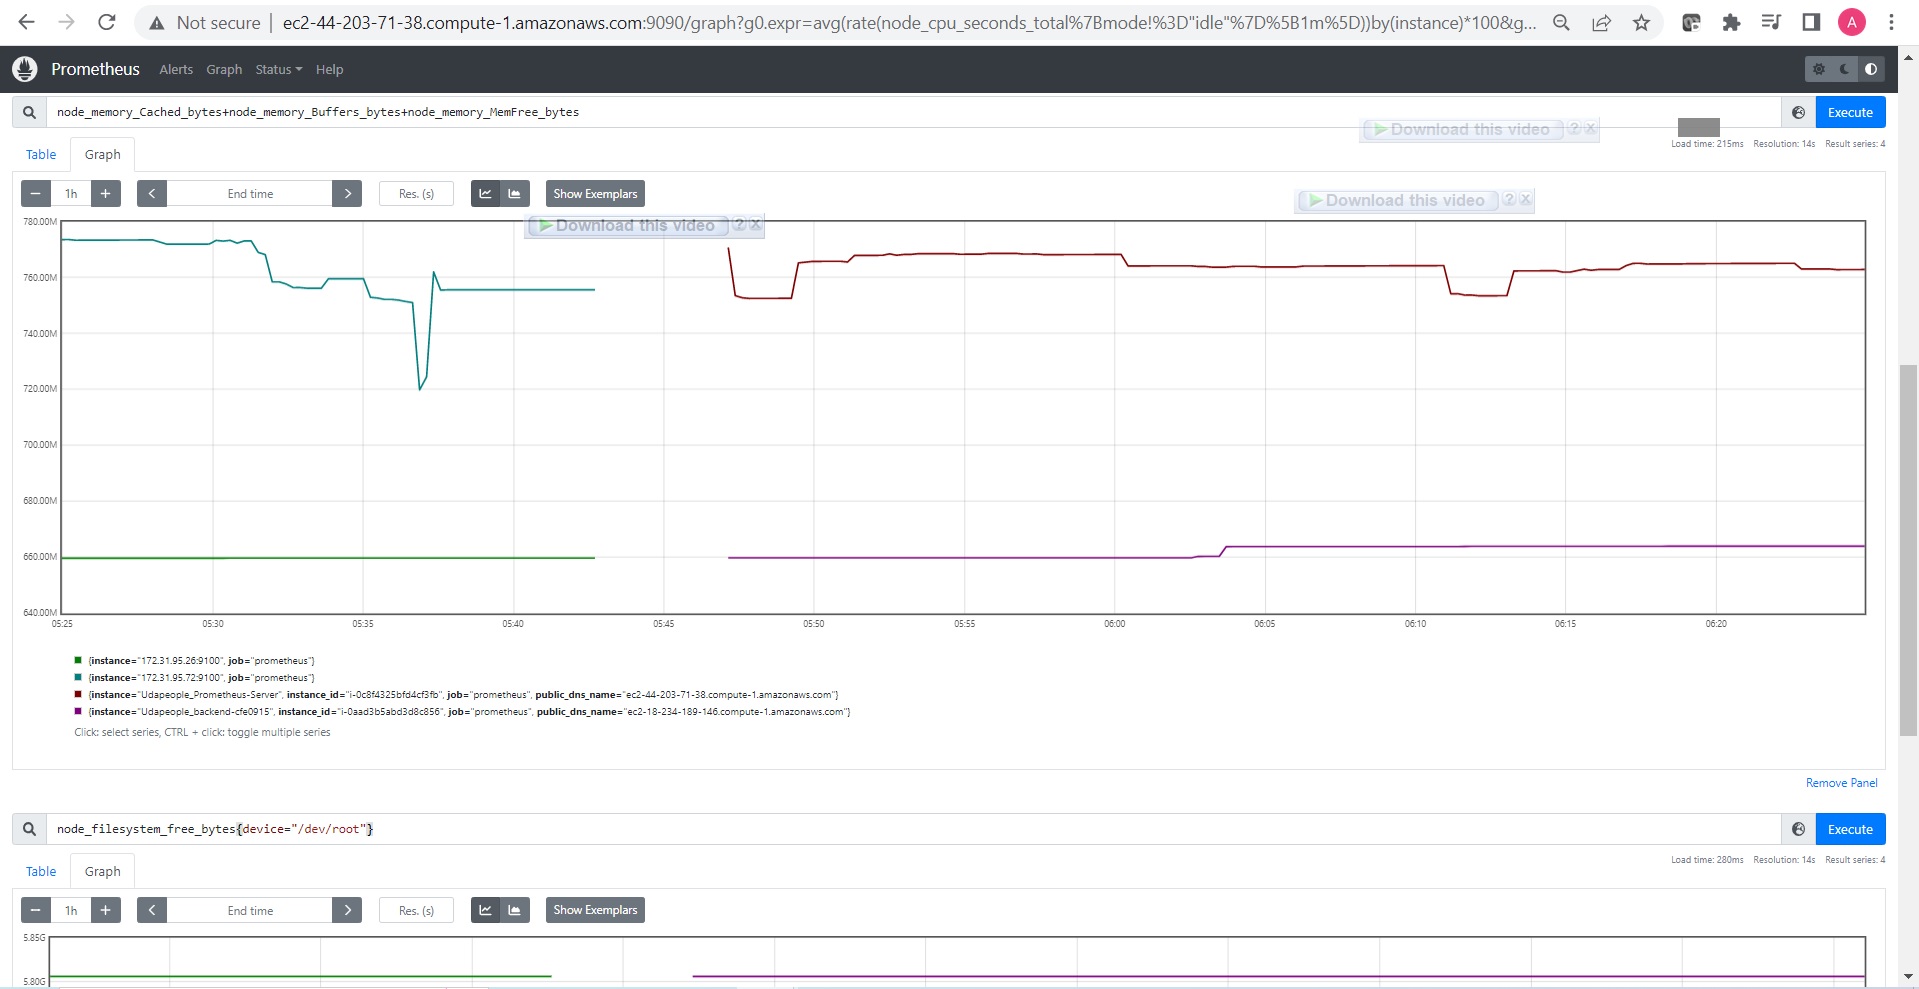 Not secure | ec2-44-203-71-38.compute-1.amazonaws.com:9090/graph?g0.expr=avg(rate(node_cpu_seconds_total%7Bmode!%3D"idle"%7D%5B1m%5D))by(instance)*100&g... A
Prometheus Alerts Graph Status Help
node_memory_Cached_bytes+node_memory_Buffers_bytes+node_memory_MemFree_bytes Execute
Download this video ? X
Load time: 215ms Resolution: 14s Result series: 4
Table Graph
− 1h + < End time > Res. (s) Show Exemplars
Download this video ? X
Download this video ? X
780.00M
760.00M
740.00M
720.00M
700.00M
680.00M
660.00M
640.00M
05:25 05:30 05:35 05:40 05:45 05:50 05:55 06:00 06:05 06:10 06:15 06:20
{instance="172.31.95.26:9100", job="prometheus"}
{instance="172.31.95.72:9100", job="prometheus"}
{instance="Udapeople_Prometheus-Server", instance_id="i-0c8f4325bfd4cf3fb", job="prometheus", public_dns_name="ec2-44-203-71-38.compute-1.amazonaws.com"}
{instance="Udapeople_backend-cfe0915", instance_id="i-0aad3b5abd3d8c856", job="prometheus", public_dns_name="ec2-18-234-189-146.compute-1.amazonaws.com"}
Click: select series, CTRL + click: toggle multiple series
Remove Panel
node_filesystem_free_bytes{device="/dev/root"} Execute
Load time: 280ms Resolution: 14s Result series: 4
Table Graph
− 1h + < End time > Res. (s) Show Exemplars
5.85G
5.80G